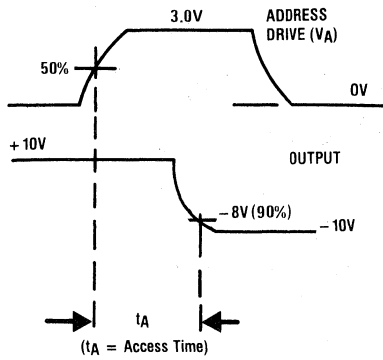 3.0V
ADDRESS
DRIVE (VA)
50%
0V
+10V
OUTPUT
−8V (90%)
−10V
tA
(tA = Access Time)